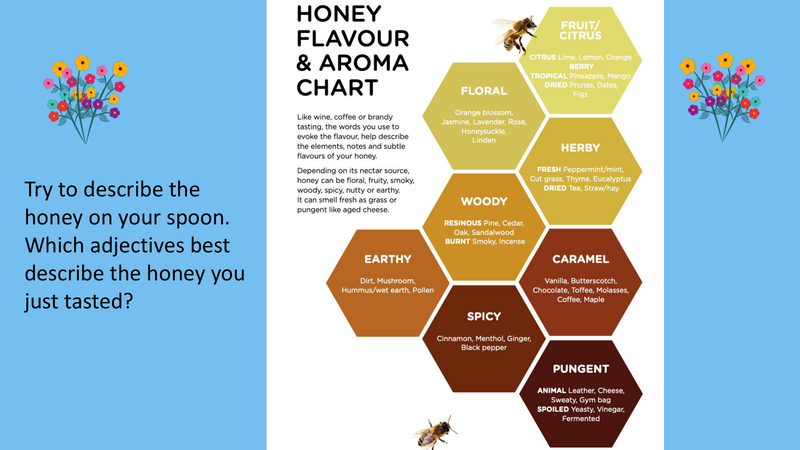 HONEY
FLAVOUR
& AROMA
CHART
Like wine, coffee or brandy
tasting, the words you use to
evoke the flavour, help describe
the elements, notes and subtle
flavours of your honey.
Depending on its nectar source,
honey can be floral, fruity, smoky,
woody, spicy, nutty or earthy.
It can smell fresh as grass or
pungent like aged cheese.
Try to describe the
honey on your spoon.
Which adjectives best
describe the honey you
just tasted?
FRUIT/
CITRUS
CITRUS Lime, Lemon, Orange
BERRY
TROPICAL Pineapple, Mango
DRIED Prunes, Dates,
Figs
FLORAL
Orange blossom,
Jasmine, Lavender, Rose,
Honeysuckle,
Linden
HERBY
FRESH Peppermint/mint,
Cut grass, Thyme, Eucalyptus
DRIED Tea, Straw/hay
WOODY
RESINOUS Pine, Cedar,
Oak, Sandalwood
BURNT Smoky, Incense
EARTHY
Dirt, Mushroom,
Hummus/wet earth, Pollen
CARAMEL
Vanilla, Butterscotch,
Chocolate, Toffee, Molasses,
Coffee, Maple
SPICY
Cinnamon, Menthol, Ginger,
Black pepper
PUNGENT
ANIMAL Leather, Cheese,
Sweaty, Gym bag
SPOILED Yeasty, Vinegar,
Fermented